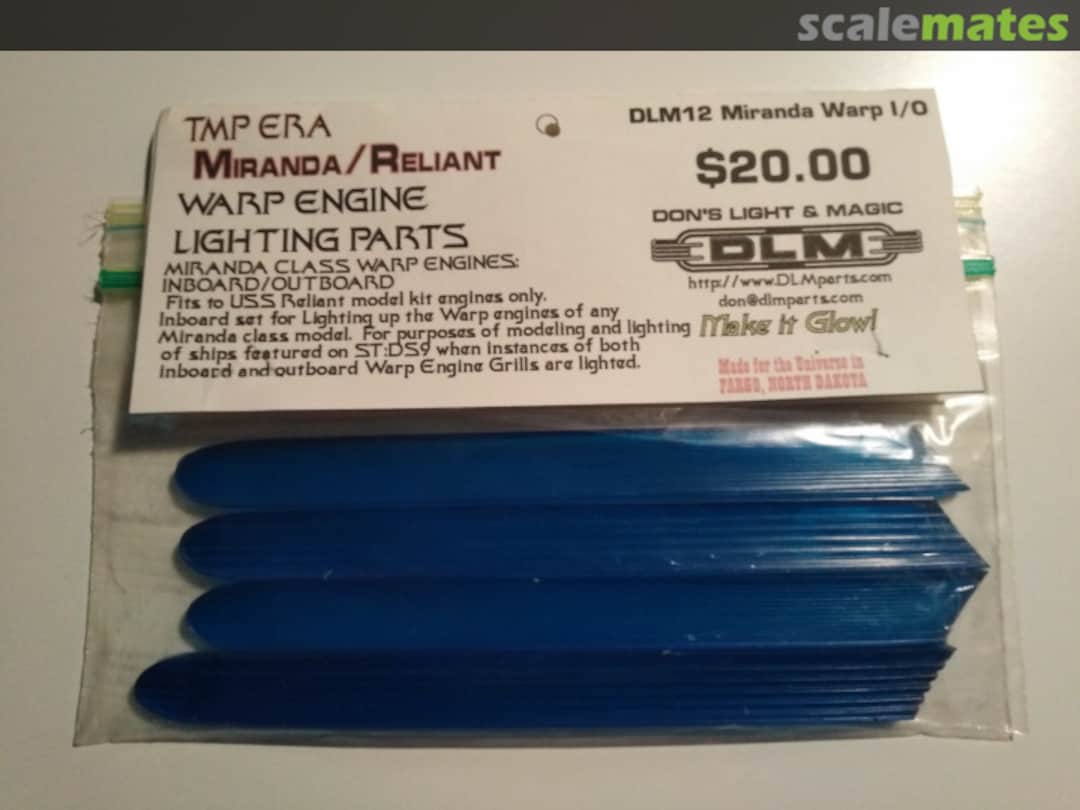 scalemates
TMP ERA
MIRANDA/RELIANT
WARP ENGINE
LIGHTING PARTS
MIRANDA CLASS WARP ENGINES:
INBOARD/OUTBOARD
Fits to USS Reliant model kit engines only.
Inboard set for Lighting up the Warp engines of any
Miranda class model. For purposes of modeling and lighting
of ships featured on ST:DS9 when instances of both
inboard and outboard Warp Engine Grills are lighted.
DLM12 Miranda Warp I/O
$20.00
DON'S LIGHT & MAGIC
DLM
http://www.DLMparts.com
don@dlmparts.com
Make it Glow!
Made for the Universe in
FARGO, NORTH DAKOTA